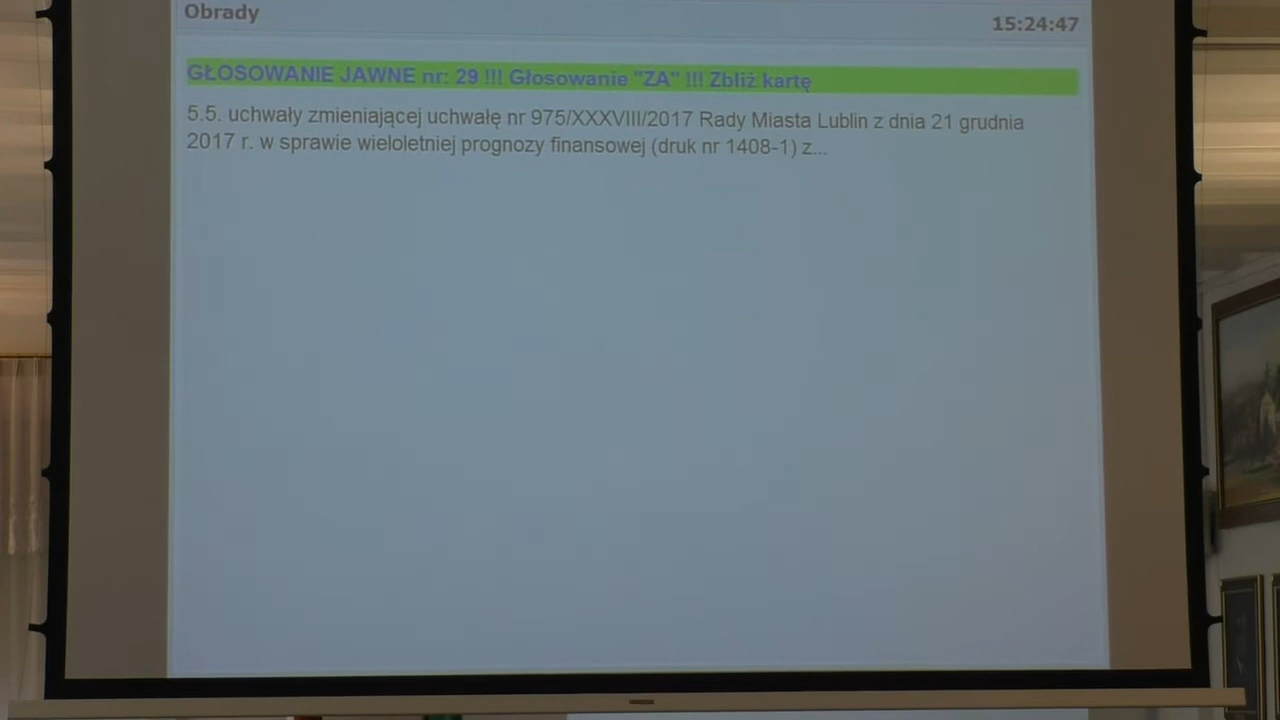 Obrady
15:24:47
GŁOSOWANIE JAWNE nr: 29 !!! Głosowanie "ZA" !!! Zbliż kartę
5.5. uchwały zmieniającej uchwałę nr 975/XXXVIII/2017 Rady Miasta Lublin z dnia 21 grudnia
2017 r. w sprawie wieloletniej prognozy finansowej (druk nr 1408-1) z...